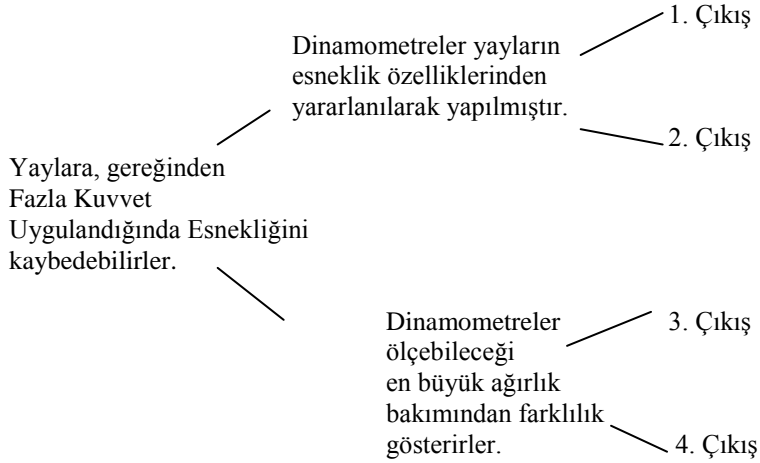 1. Çıkış
Dinamometreler yayların
esneklik özelliklerinden
yararlanılarak yapılmıştır.
2. Çıkış
Yaylara, gereğinden
Fazla Kuvvet
Uygulandığında Esnekliğini
kaybedebilirler.
Dinamometreler
ölçebileceği
en büyük ağırlık
bakımından farklılık
gösterirler.
3. Çıkış
4. Çıkış